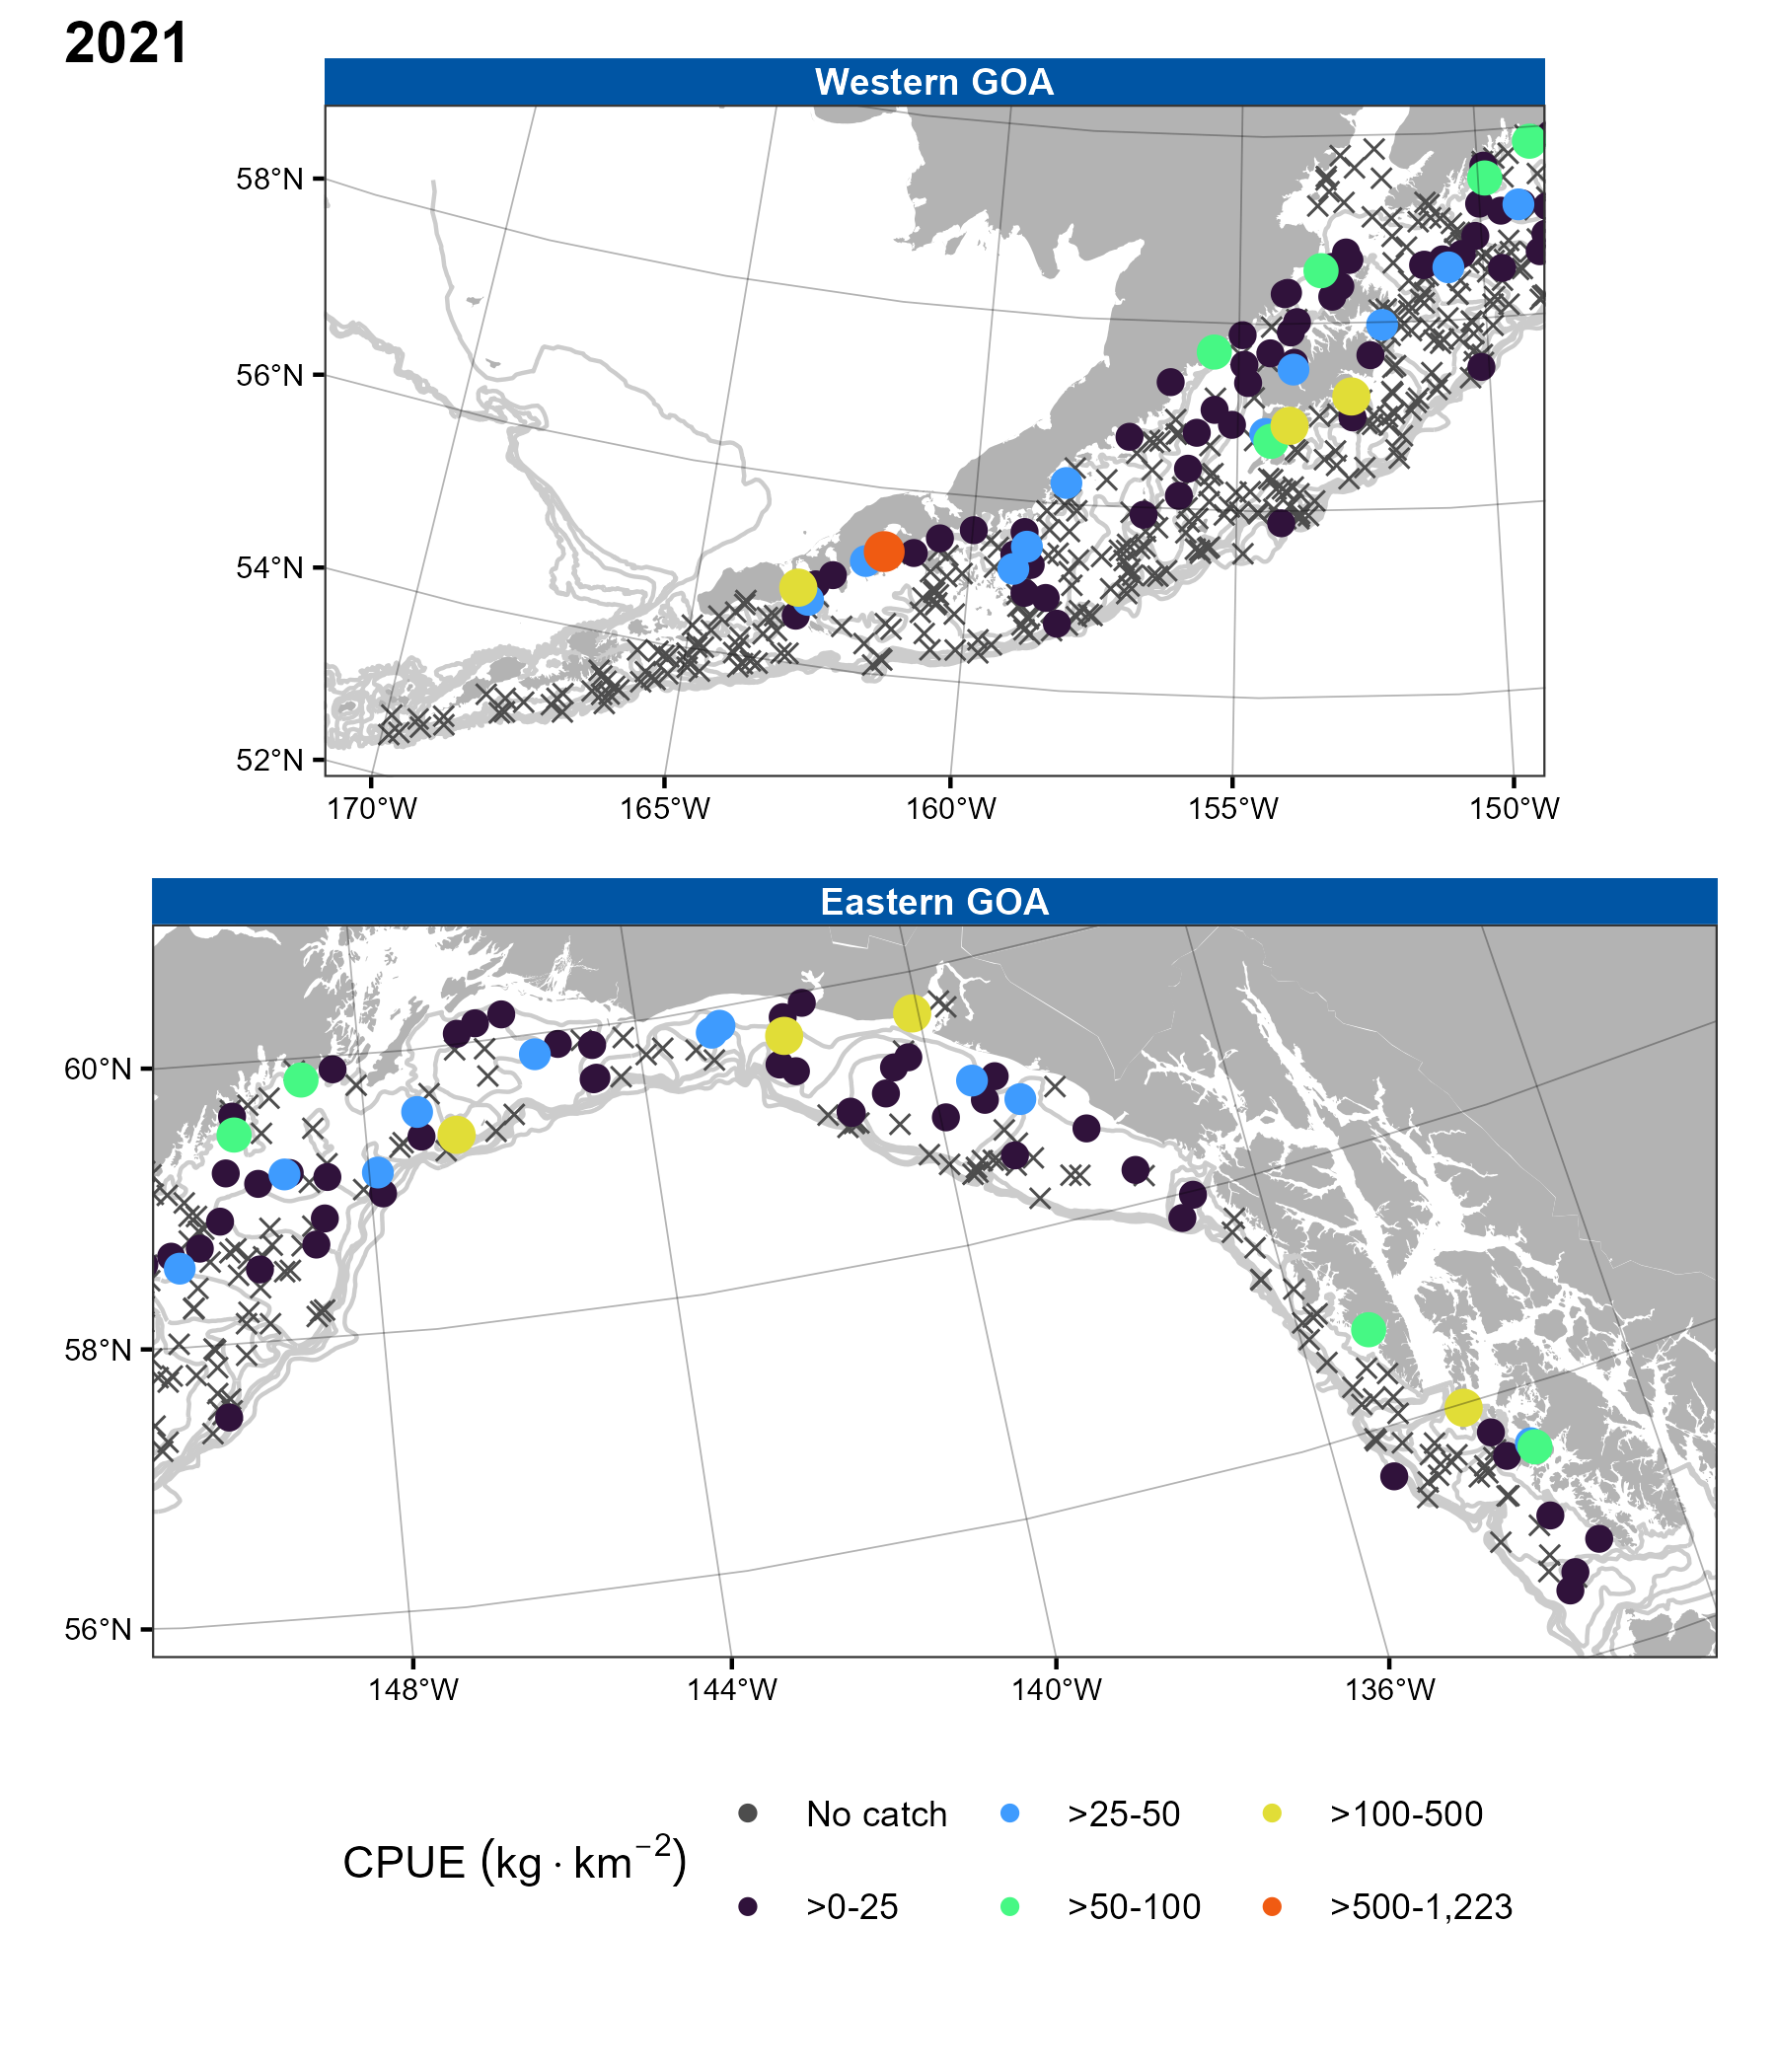 2021
Western GOA
58°N
56°N
54°N
52°N
170°W 165°W 160°W 155°W 150°W
Eastern GOA
60°N
58°N
56°N
148°W 144°W 140°W 136°W
CPUE (kg · km⁻²)
No catch >25-50 >100-500
>0-25 >50-100 >500-1,223